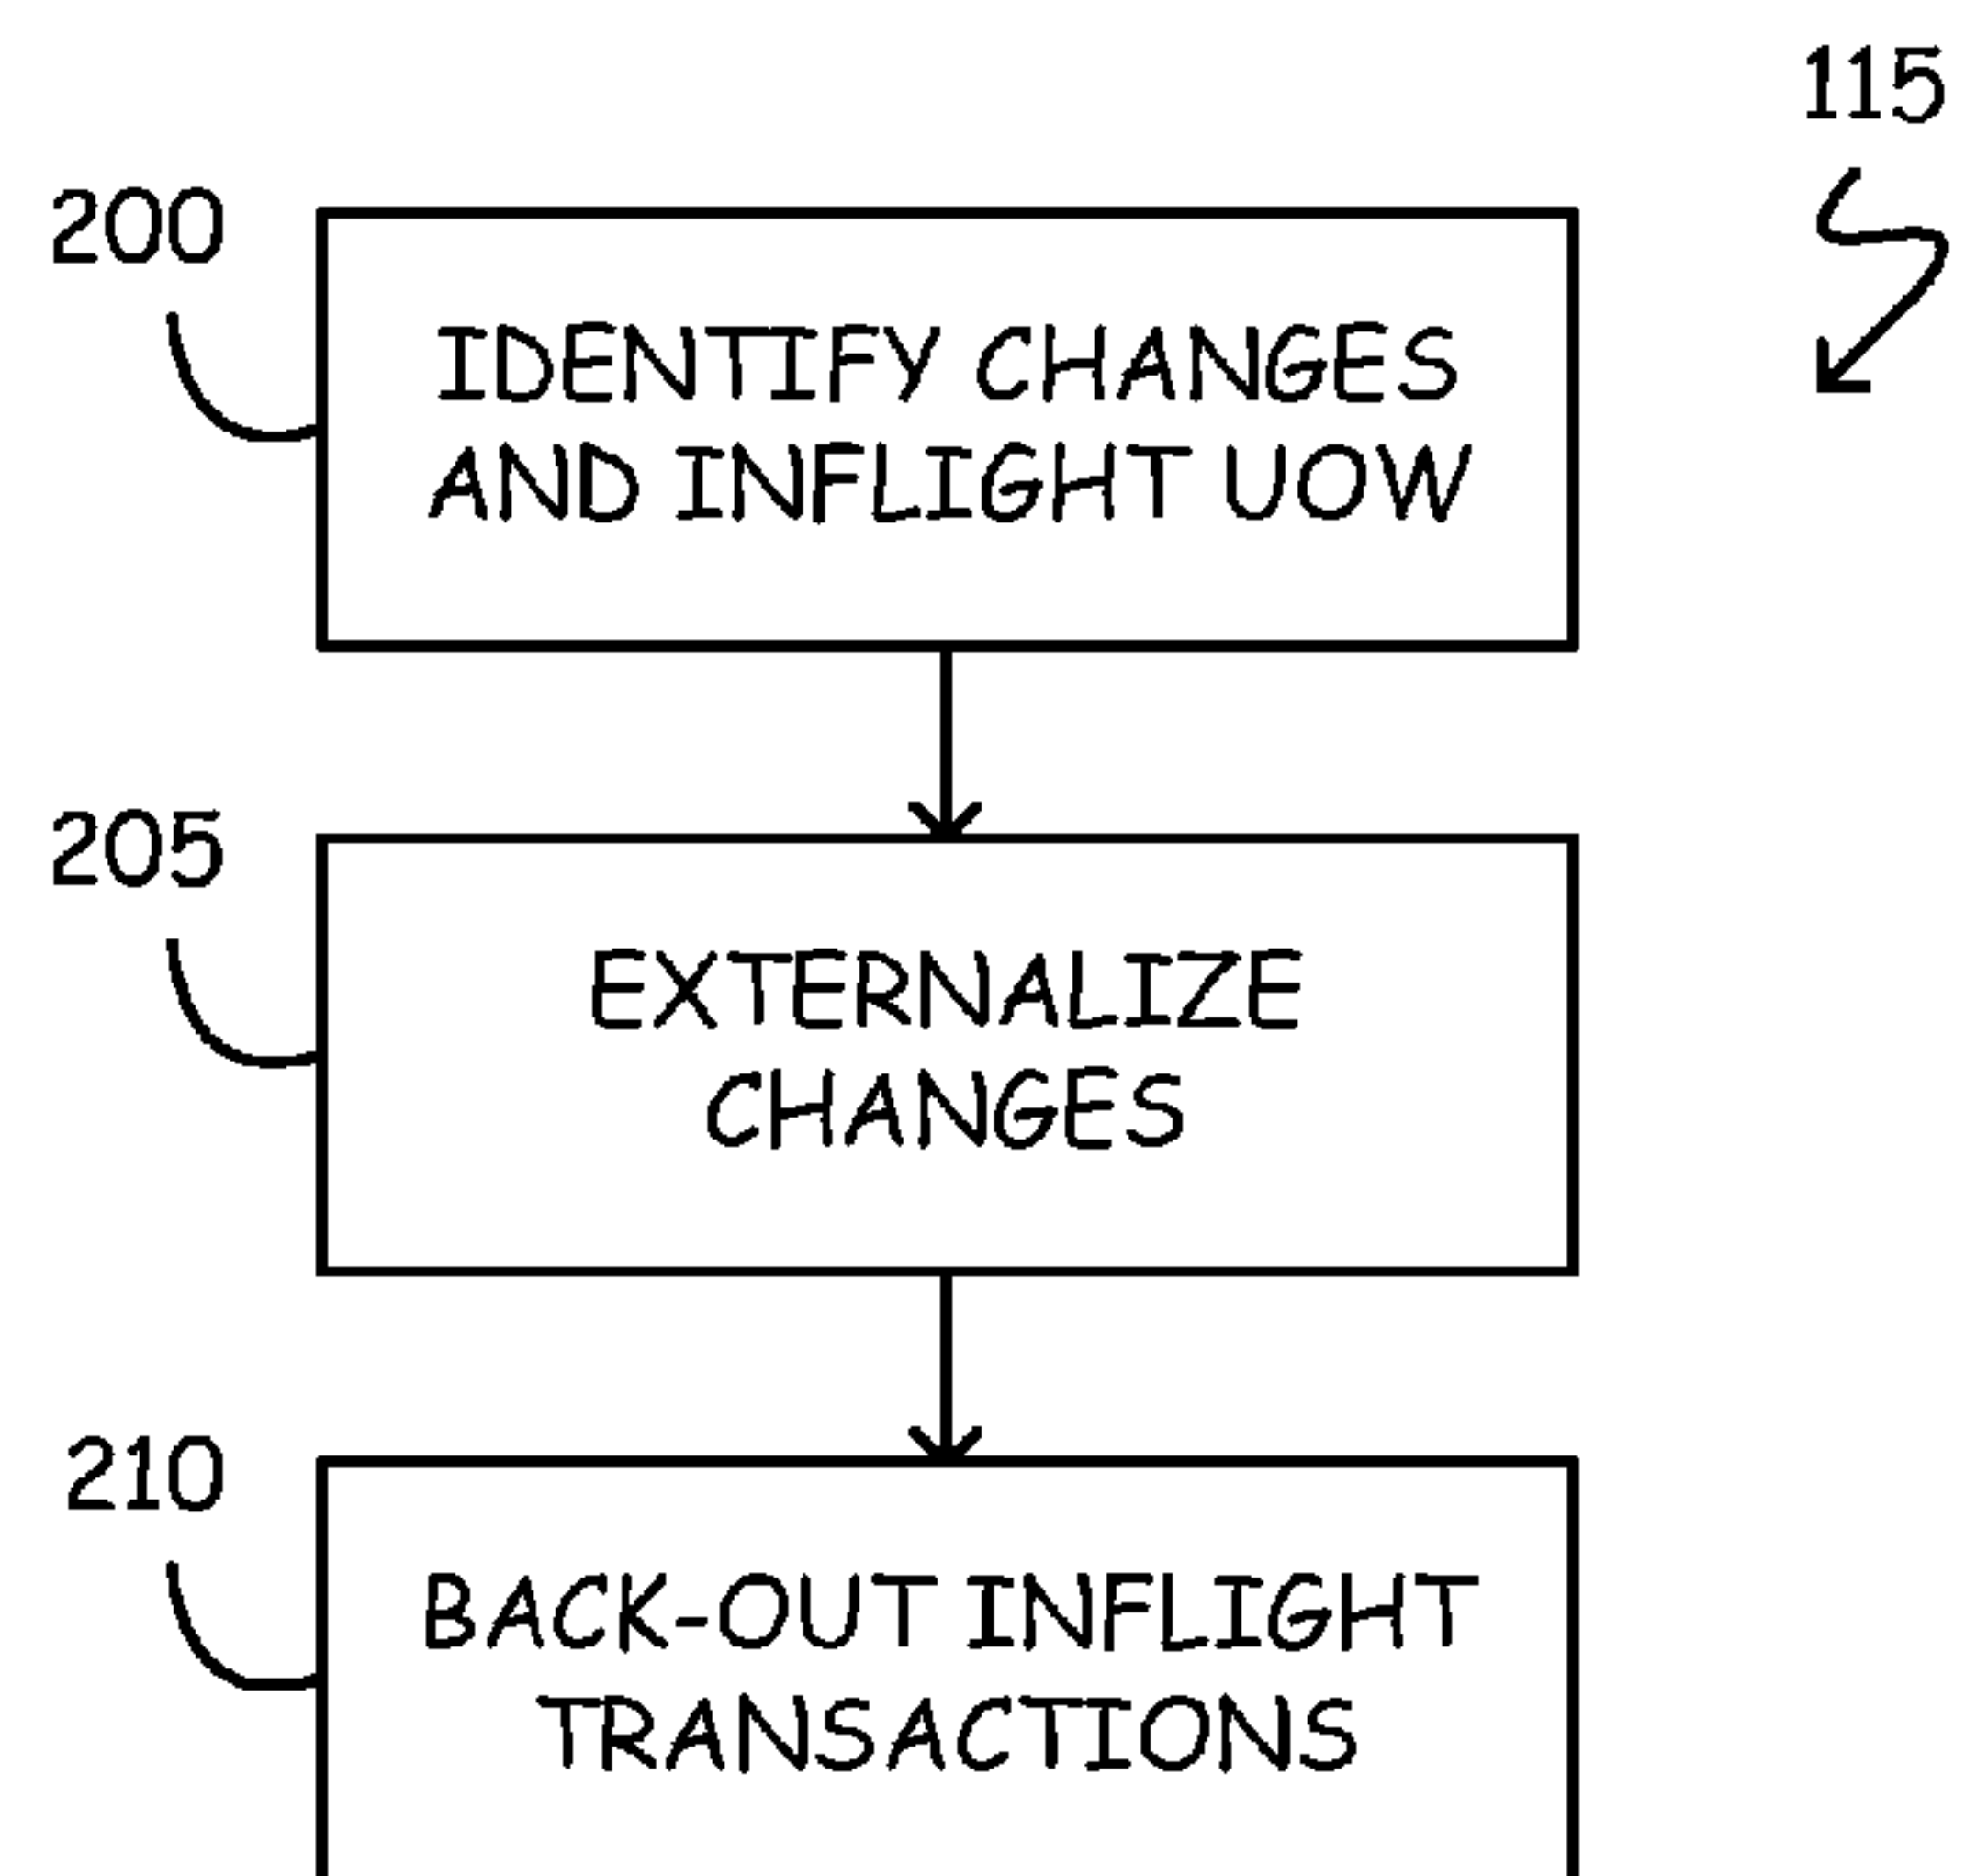 115
200
IDENTIFY CHANGES
AND INFLIGHT UOW
205
EXTERNALIZE
CHANGES
210
BACK-OUT INFLIGHT
TRANSACTIONS